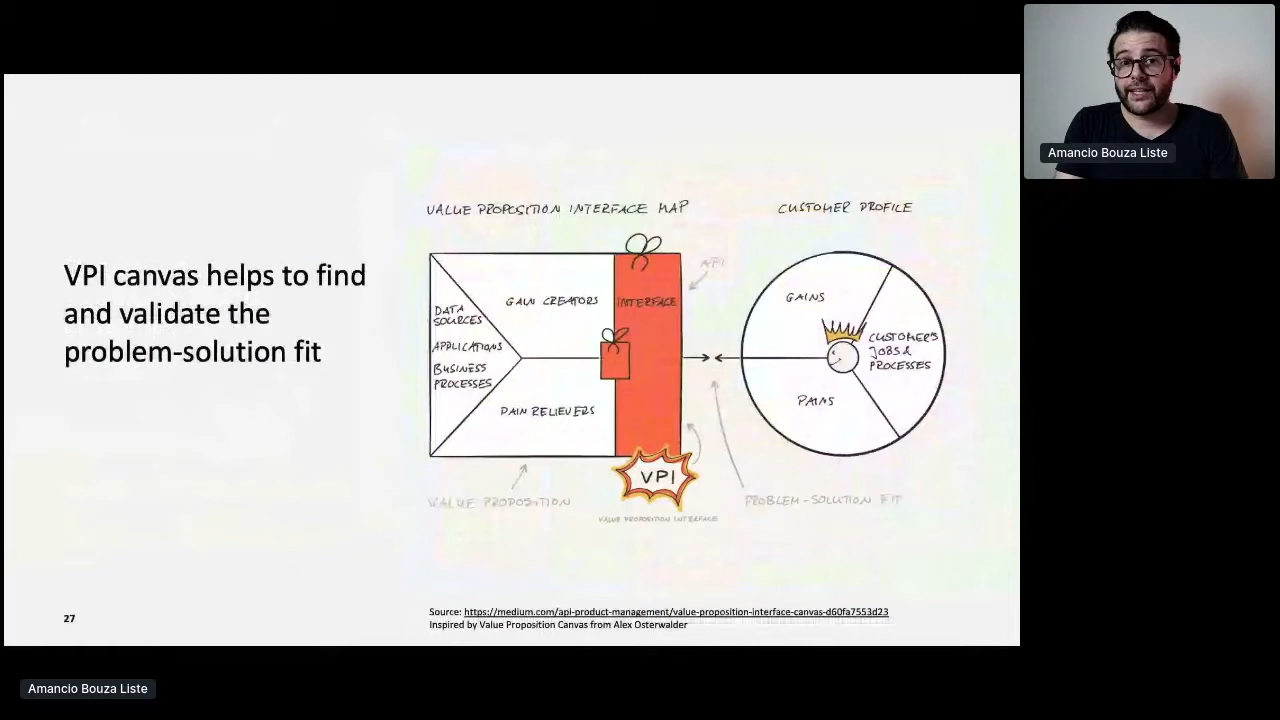 VPI canvas helps to find
and validate the
problem-solution fit
VALUE PROPOSITION INTERFACE MAP
DATA
SOURCES
APPLICATIONS
BUSINESS
PROCESSES
GAIN CREATORS
PAIN RELIEVERS
INTERFACE
API
VPI
VALUE PROPOSITION
VALUE PROPOSITION INTERFACE
CUSTOMER PROFILE
GAINS
CUSTOMER'S
JOBS &
PROCESSES
PAINS
PROBLEM-SOLUTION FIT
Source: https://medium.com/api-product-management/value-proposition-interface-canvas-d60fa7553d23
Inspired by Value Proposition Canvas from Alex Osterwalder
27
Amancio Bouza Liste
Amancio Bouza Liste